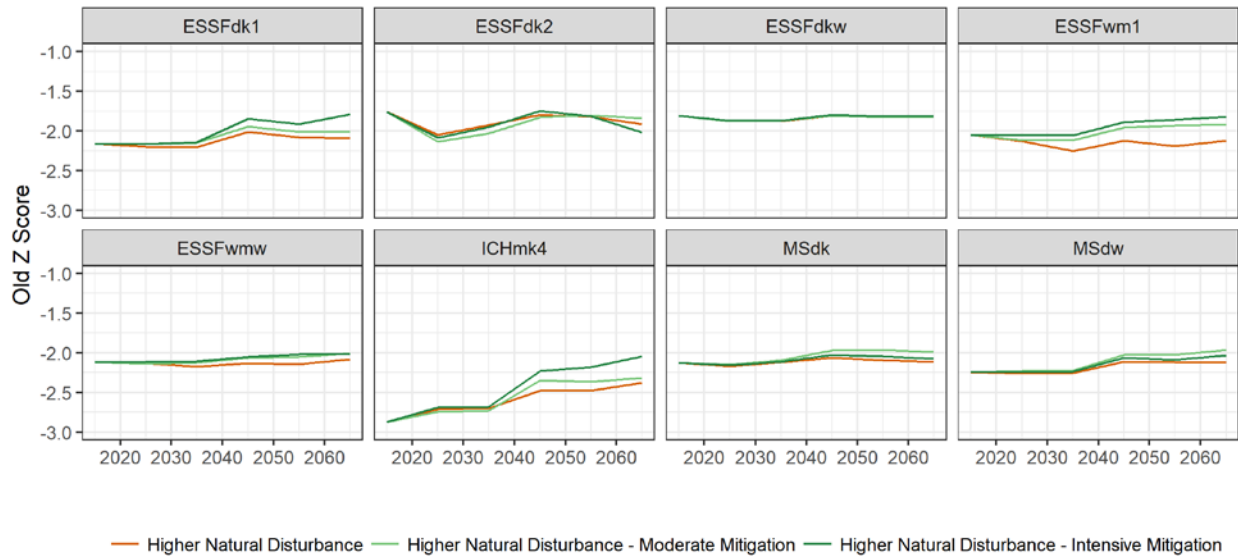 ESSFdk1 ESSFdk2 ESSFdkw ESSFwm1
-1.0
-1.5
-2.0
-2.5
-3.0
ESSFwmw ICHmk4 MSdk MSdw
-1.0
-1.5
-2.0
-2.5
-3.0
Old Z Score
2020 2030 2040 2050 2060 2020 2030 2040 2050 2060 2020 2030 2040 2050 2060 2020 2030 2040 2050 2060
Higher Natural Disturbance Higher Natural Disturbance - Moderate Mitigation Higher Natural Disturbance - Intensive Mitigation